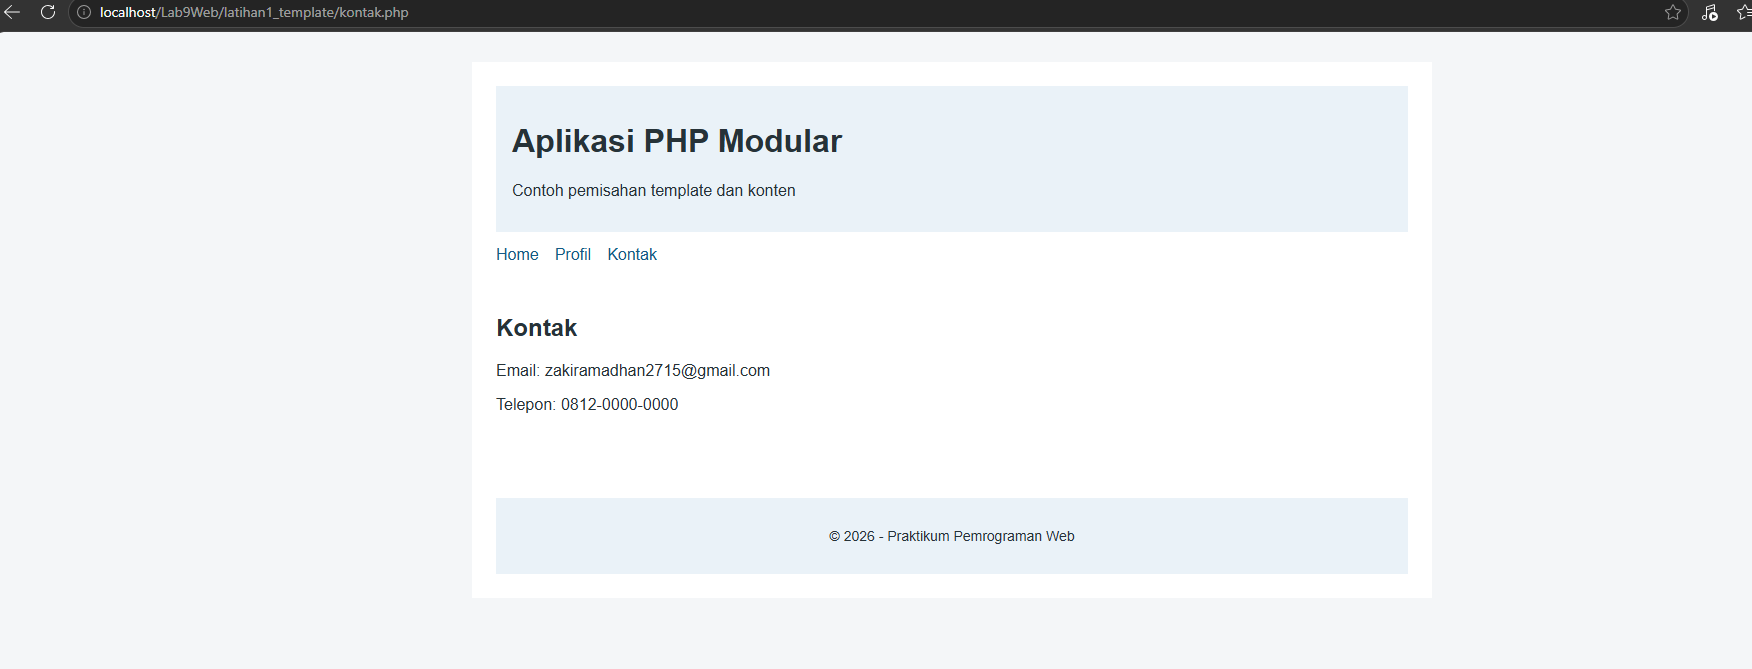 localhost/Lab9Web/latihan1_template/kontak.php
Aplikasi PHP Modular
Contoh pemisahan template dan konten
Home Profil Kontak
Kontak
Email: zakiramadhan2715@gmail.com
Telepon: 0812-0000-0000
© 2026 - Praktikum Pemrograman Web